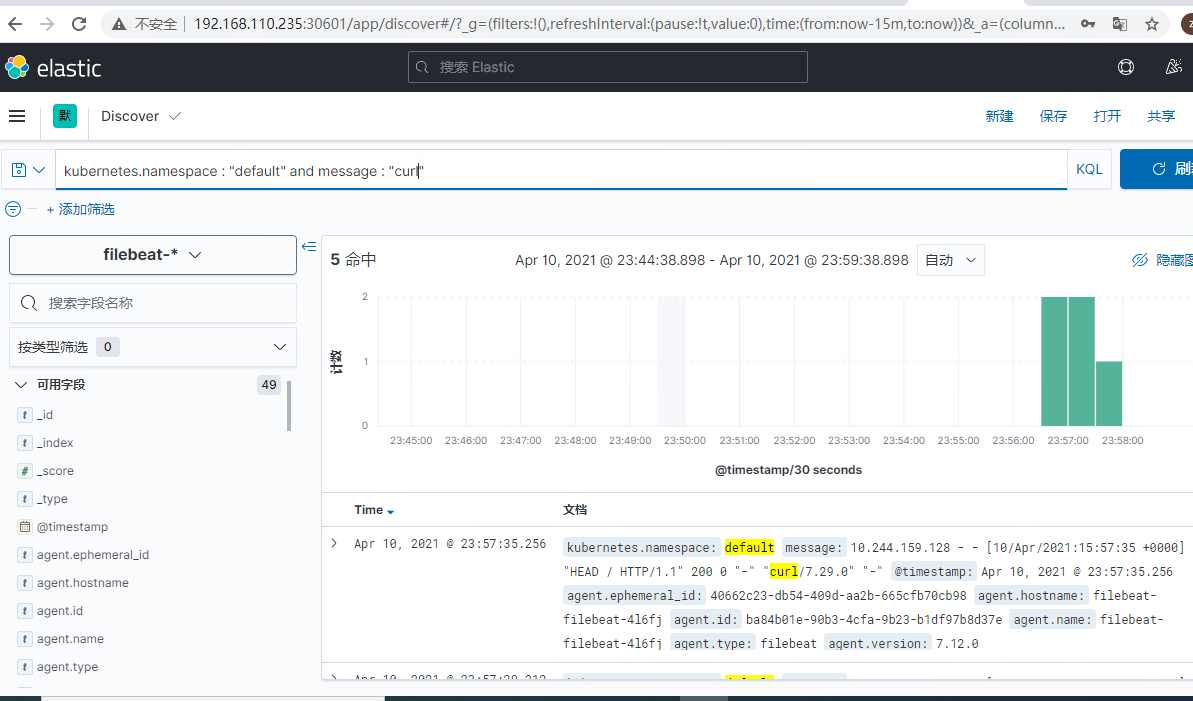 不安全 192.168.110.235:30601/app/discover#/?_g=(filters:!(),refreshInterval:(pause:!t,value:0),time:(from:now-15m,to:now))&_a=(column...
elastic
搜索 Elastic
默 Discover 新建 保存 打开 共享
kubernetes.namespace : "default" and message : "curl" KQL
+ 添加筛选
filebeat-*
5 命中 Apr 10, 2021 @ 23:44:38.898 - Apr 10, 2021 @ 23:59:38.898 自动 隐藏
搜索字段名称
按类型筛选 0
可用字段 49
t _id
t _index
# _score
t _type
@timestamp
t agent.ephemeral_id
t agent.hostname
t agent.id
t agent.name
t agent.type
计数
2
1
0
23:45:00 23:46:00 23:47:00 23:48:00 23:49:00 23:50:00 23:51:00 23:52:00 23:53:00 23:54:00 23:55:00 23:56:00 23:57:00 23:58:00
@timestamp/30 seconds
Time 文档
Apr 10, 2021 @ 23:57:35.256 kubernetes.namespace: default message: 10.244.159.128 - - [10/Apr/2021:15:57:35 +0000]
"HEAD / HTTP/1.1" 200 0 "-" "curl/7.29.0" "-" @timestamp: Apr 10, 2021 @ 23:57:35.256
agent.ephemeral_id: 40662c23-db54-409d-aa2b-665cfb70cb98 agent.hostname: filebeat-
filebeat-4l6fj agent.id: ba84b01e-90b3-4cfa-9b23-b1df97b8d37e agent.name: filebeat-
filebeat-4l6fj agent.type: filebeat agent.version: 7.12.0